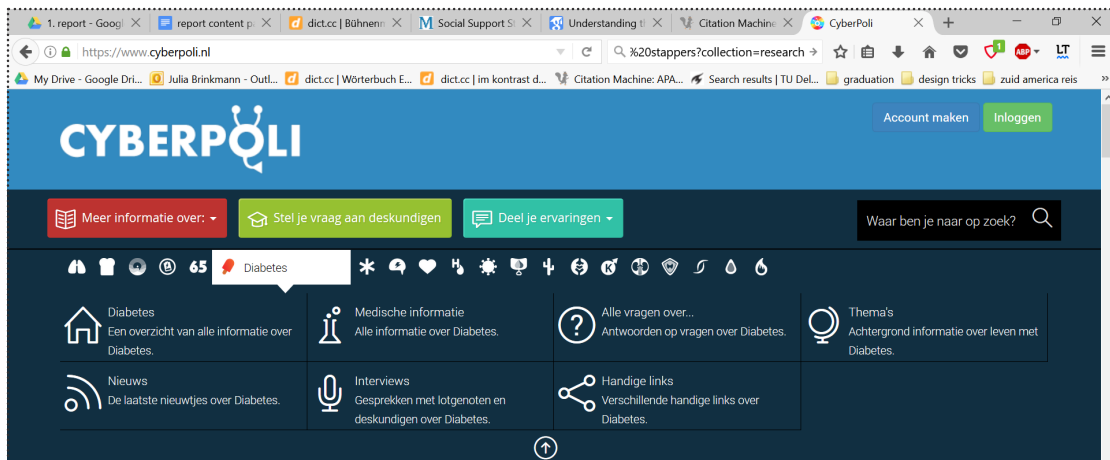 1. report - Googl
report content pa
dict.cc | Bühnenn
Social Support S
Understanding t
Citation Machine
CyberPoli
https://www.cyberpoli.nl
%20stappers?collection=research
ABP
LT
My Drive - Google Dri...
Julia Brinkmann - Outl...
dict.cc | Wörterbuch E...
dict.cc | im kontrast d...
Citation Machine: APA...
Search results | TU Del...
graduation
design tricks
zuid america reis
CYBERPOLI
Account maken
Inloggen
Meer informatie over:
Stel je vraag aan deskundigen
Deel je ervaringen
Waar ben je naar op zoek?
65
Diabetes
Diabetes
Een overzicht van alle informatie over
Diabetes.
Medische informatie
Alle informatie over Diabetes.
Alle vragen over...
Antwoorden op vragen over Diabetes.
Thema's
Achtergrond informatie over leven met
Diabetes.
Nieuws
De laatste nieuwtjes over Diabetes.
Interviews
Gesprekken met lotgenoten en
deskundigen over Diabetes.
Handige links
Verschillende handige links over
Diabetes.